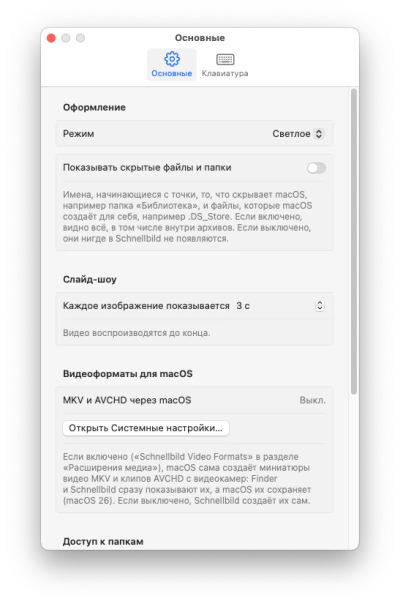 Основные
Основные
Клавиатура
Оформление
Режим
Светлое
Показывать скрытые файлы и папки
Имена, начинающиеся с точки, то, что скрывает macOS,
например папка «Библиотека», и файлы, которые macOS
создаёт для себя, например .DS_Store. Если включено,
видно всё, в том числе внутри архивов. Если выключено,
они нигде в Schnellbild не появляются.
Слайд-шоу
Каждое изображение показывается 3 с
Видео воспроизводятся до конца.
Видеоформаты для macOS
MKV и AVCHD через macOS
Выкл.
Открыть Системные настройки...
Если включено («Schnellbild Video Formats» в разделе
«Расширения медиа»), macOS сама создаёт миниатюры
видео MKV и клипов AVCHD с видеокамер: Finder
и Schnellbild сразу показывают их, а macOS их сохраняет
(macOS 26). Если выключено, Schnellbild создаёт их сам.
Доступ к папкам